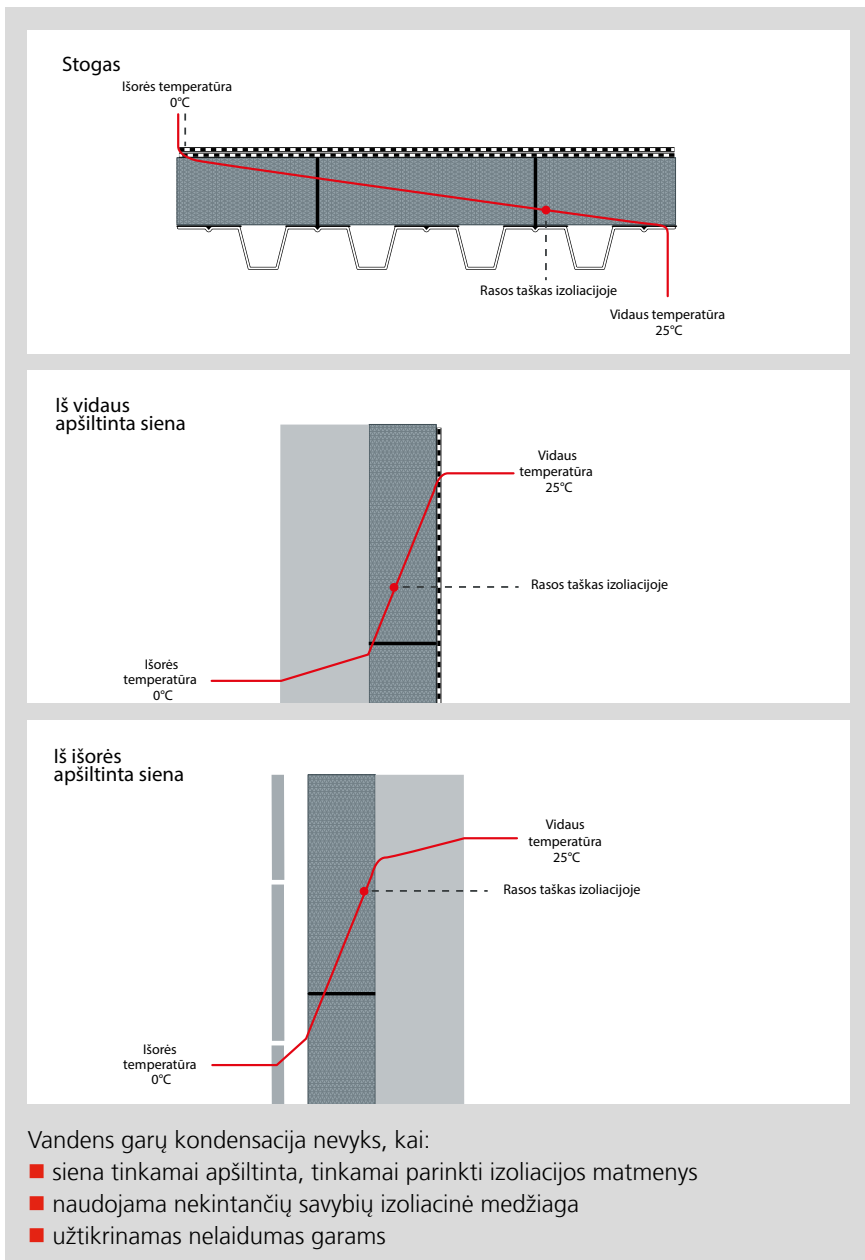 Stogas
Išorės temperatūra
0°C
Rasos taškas izoliacijoje
Vidaus temperatūra
25°C
Iš vidaus
apšiltinta siena
Vidaus
temperatūra
25°C
Rasos taškas izoliacijoje
Išorės
temperatūra
0°C
Iš išorės
apšiltinta siena
Vidaus
temperatūra
25°C
Rasos taškas izoliacijoje
Išorės
temperatūra
0°C
Vandens garų kondensacija nevyks, kai:
siena tinkamai apšiltinta, tinkamai parinkti izoliacijos matmenys
naudojama nekintančių savybių izoliacinė medžiaga
užtikrinamas nelaidumas garams